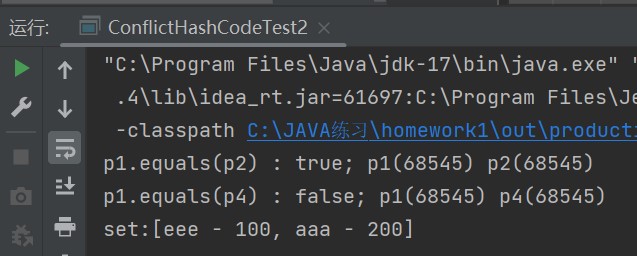 运行: ConflictHashCodeTest2
"C:\Program Files\Java\jdk-17\bin\java.exe" "
.4\lib\idea_rt.jar=61697:C:\Program Files\Je
-classpath C:\JAVA练习\homework1\out\producti
p1.equals(p2) : true; p1(68545) p2(68545)
p1.equals(p4) : false; p1(68545) p4(68545)
set:[eee - 100, aaa - 200]